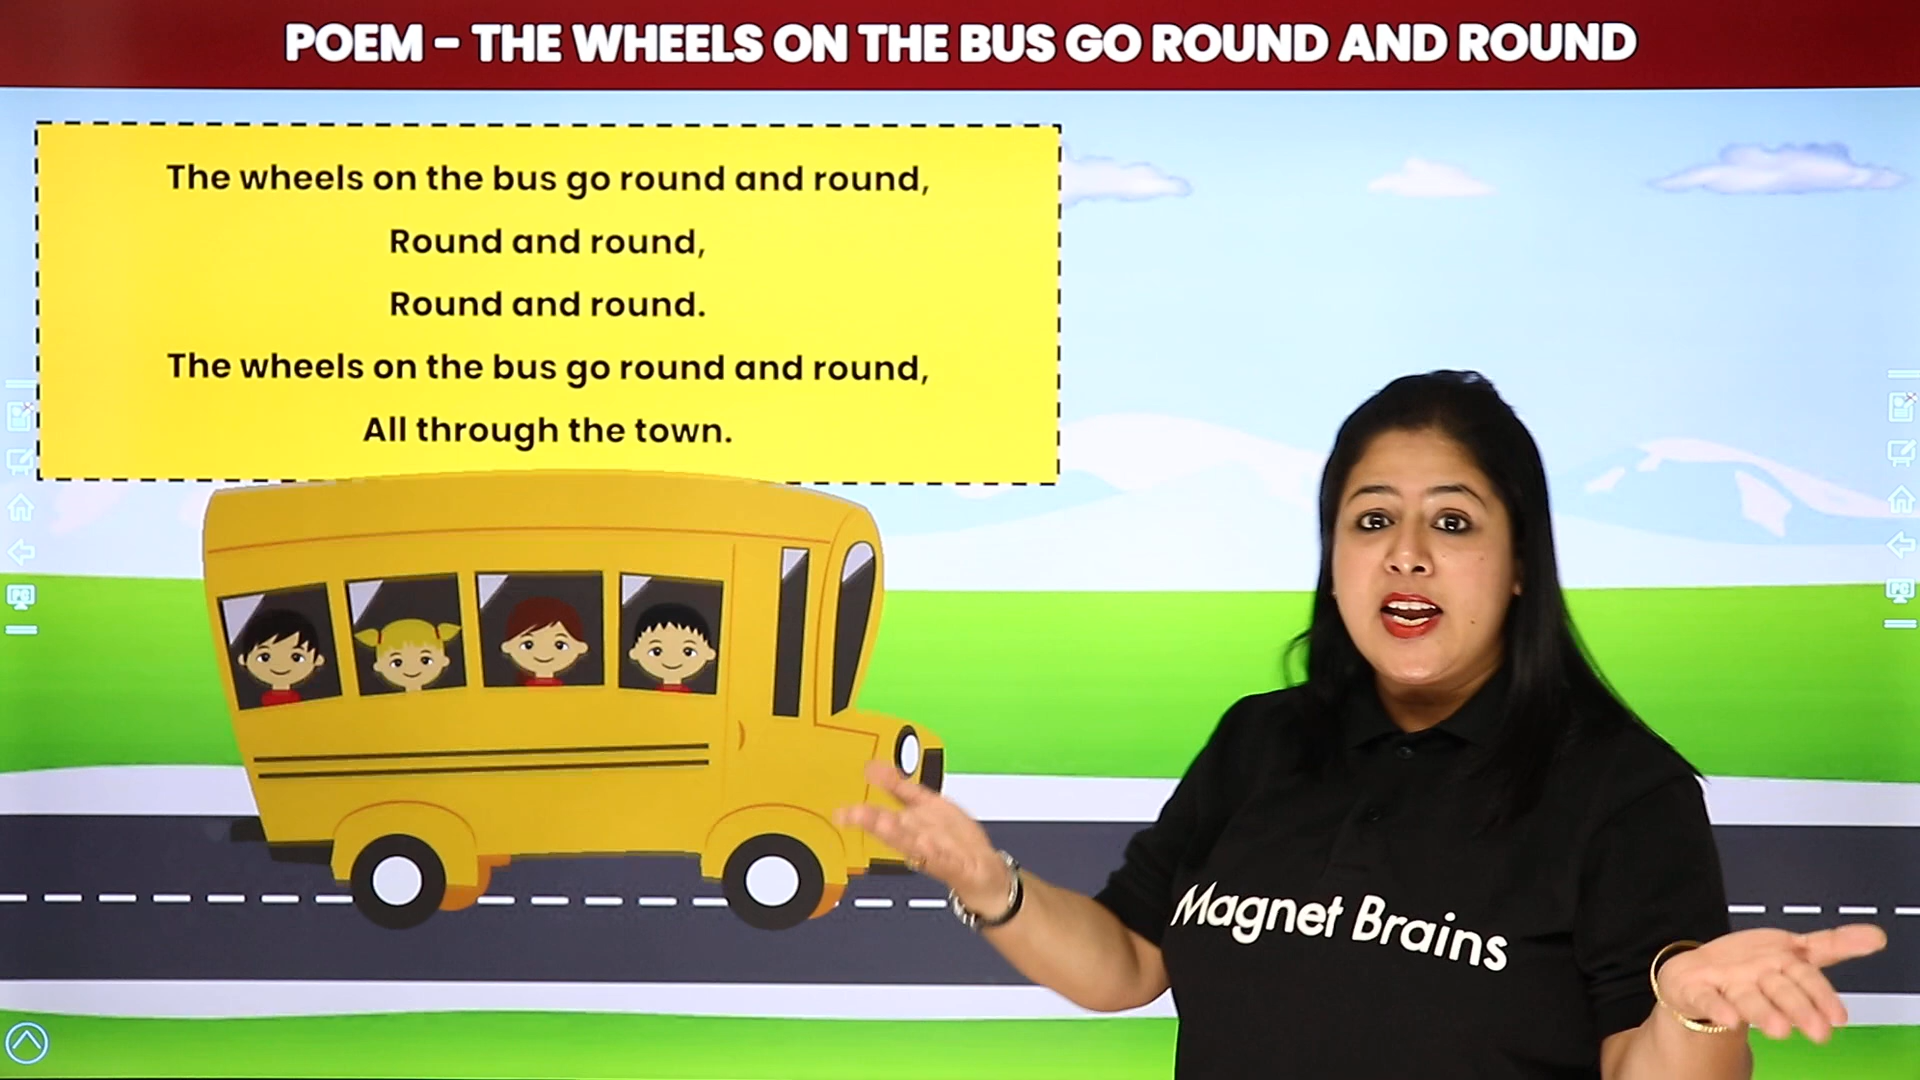 POEM - THE WHEELS ON THE BUS GO ROUND AND ROUND
The wheels on the bus go round and round,
Round and round,
Round and round.
The wheels on the bus go round and round,
All through the town.
Magnet Brains